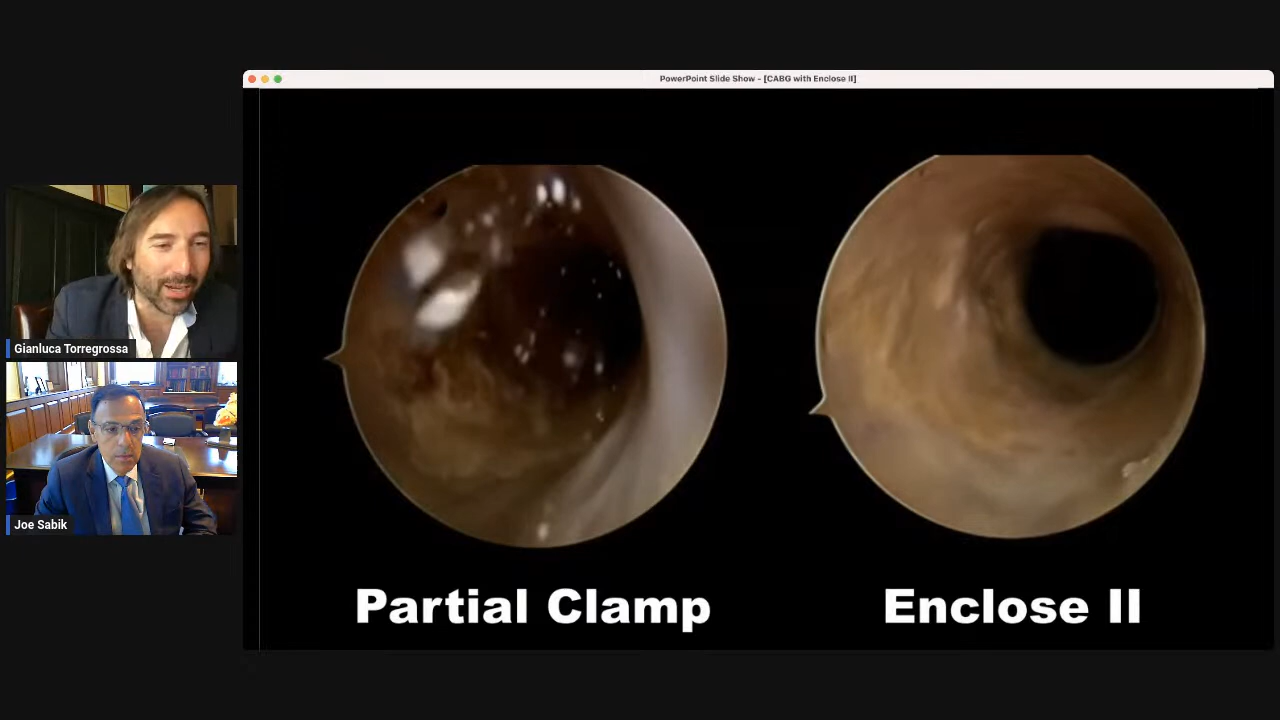 PowerPoint Slide Show - [CABG with Enclose II]
Gianluca Torregrossa
Joe Sabik
Partial Clamp
Enclose II